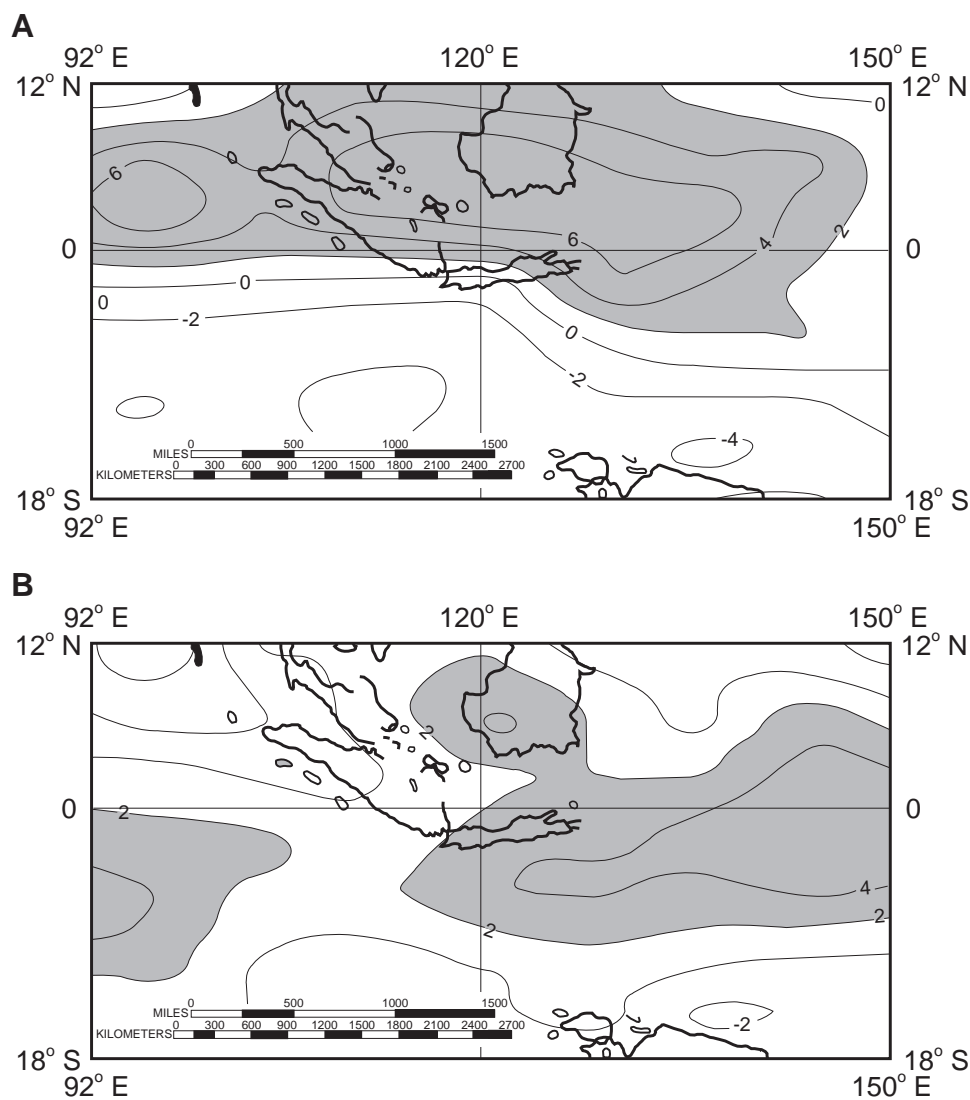 A
92° E 120° E 150° E
12° N 12° N
0
6
6
4
2
0 0
0
0
-2
0
-2
-4
MILES 0 500 1000 1500
KILOMETERS 0 300 600 900 1200 1500 1800 2100 2400 2700
18° S 18° S
92° E 150° E
B
92° E 120° E 150° E
12° N 12° N
2
0 0
2
4
2
2
-2
MILES 0 500 1000 1500
KILOMETERS 0 300 600 900 1200 1500 1800 2100 2400 2700
18° S 18° S
92° E 150° E